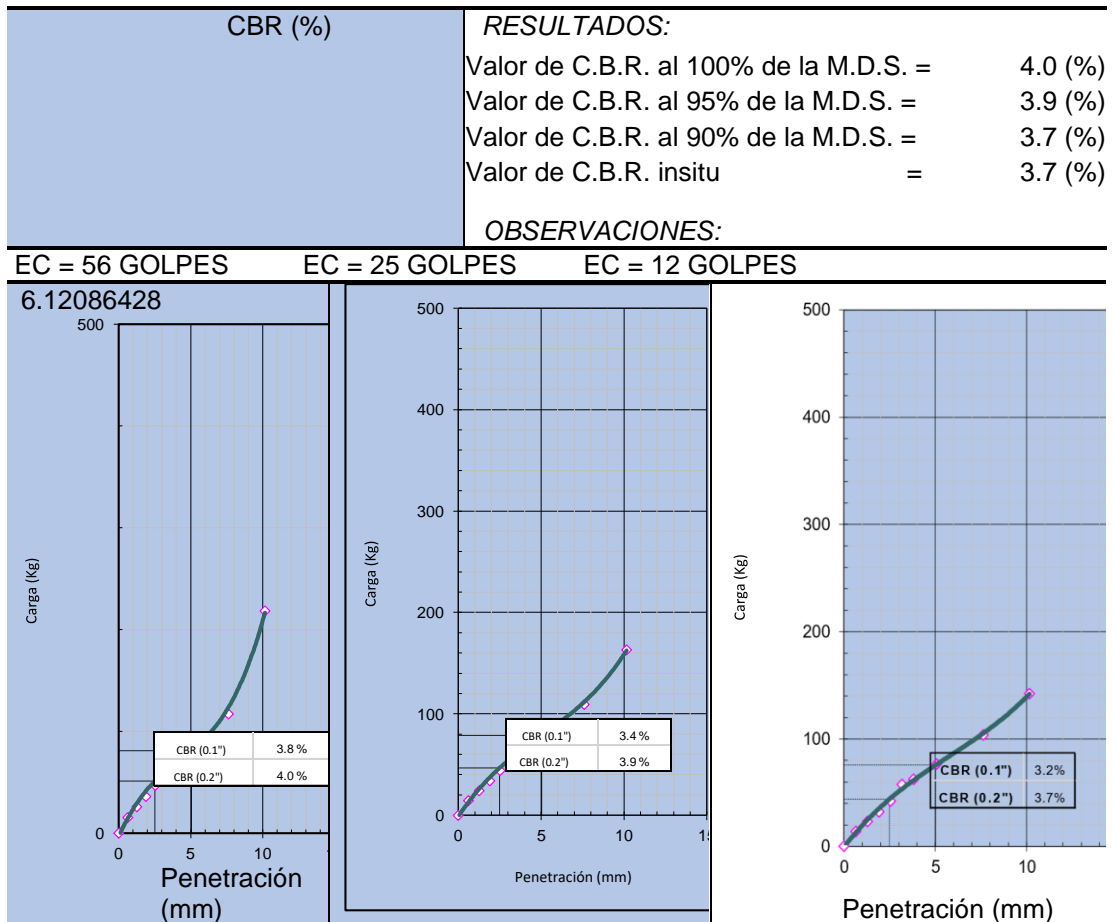 CBR (%)
RESULTADOS:
Valor de C.B.R. al 100% de la M.D.S. = 4.0 (%)
Valor de C.B.R. al 95% de la M.D.S. = 3.9 (%)
Valor de C.B.R. al 90% de la M.D.S. = 3.7 (%)
Valor de C.B.R. insitu = 3.7 (%)
OBSERVACIONES:
EC = 56 GOLPES EC = 25 GOLPES EC = 12 GOLPES
6.12086428
500
Carga (Kg)
CBR (0.1") 3.8 %
CBR (0.2") 4.0 %
0
0 5 10
Penetración
(mm)
500
400
300
Carga (Kg)
200
100
CBR (0.1") 3.4 %
CBR (0.2") 3.9 %
0
0 5 10
Penetración (mm)
500
400
300
Carga (Kg)
200
100
CBR (0.1") 3.2%
CBR (0.2") 3.7%
0
0 5 10
Penetración (mm)